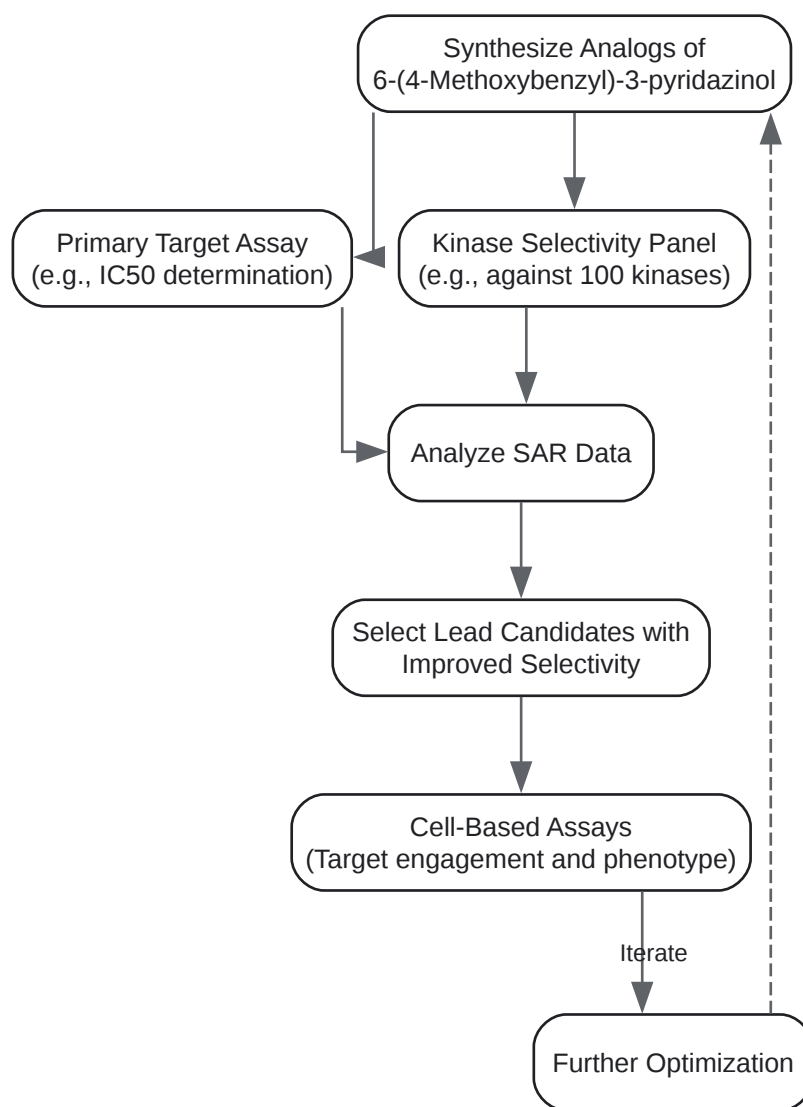 Synthesize Analogs of
6-(4-Methoxybenzyl)-3-pyridazinol
Primary Target Assay
(e.g., IC50 determination)
Kinase Selectivity Panel
(e.g., against 100 kinases)
Analyze SAR Data
Select Lead Candidates with
Improved Selectivity
Cell-Based Assays
(Target engagement and phenotype)
Iterate
Further Optimization